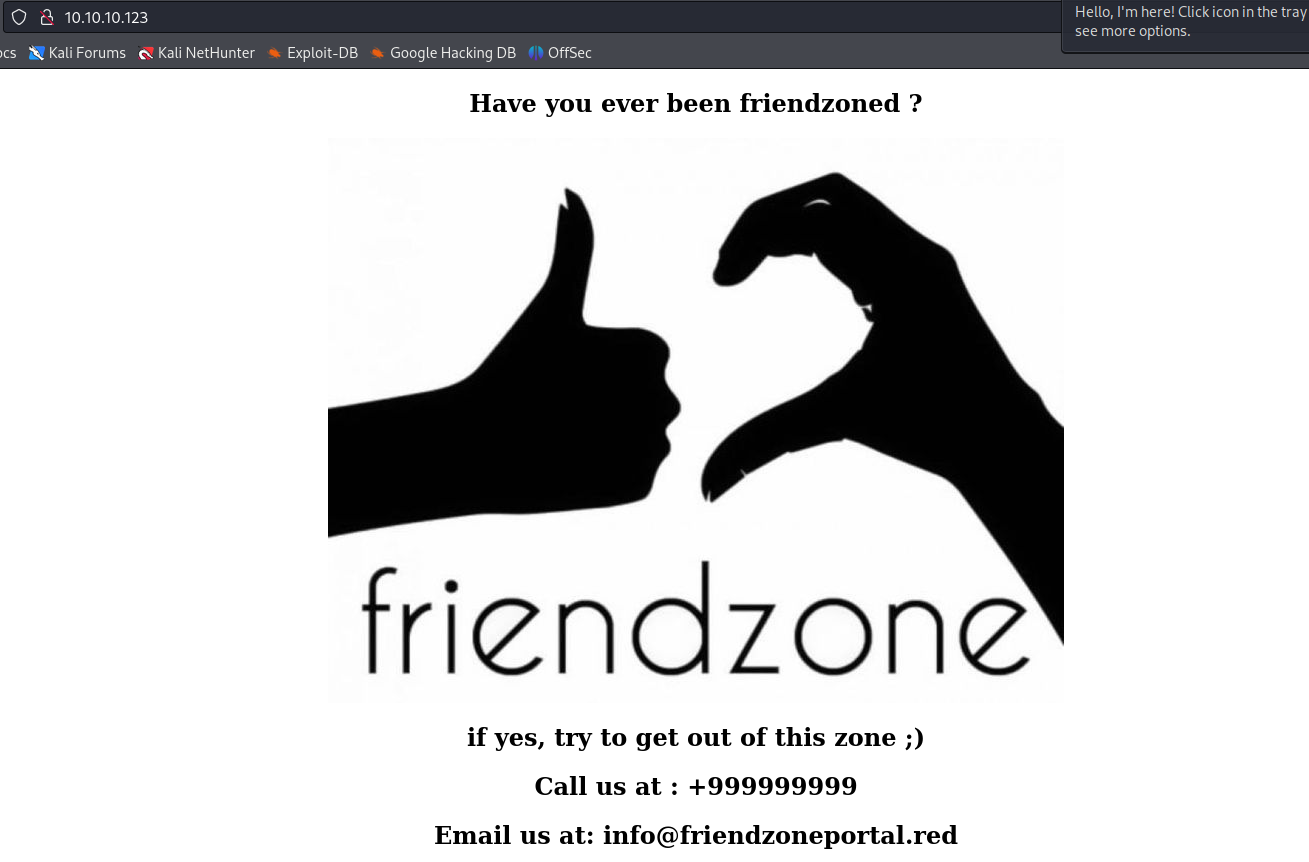 10.10.10.123
Hello, I'm here! Click icon in the tray
see more options.
ocs Kali Forums Kali NetHunter Exploit-DB Google Hacking DB OffSec
Have you ever been friendzoned ?
friendzone
if yes, try to get out of this zone ;)
Call us at : +999999999
Email us at: info@friendzoneportal.red